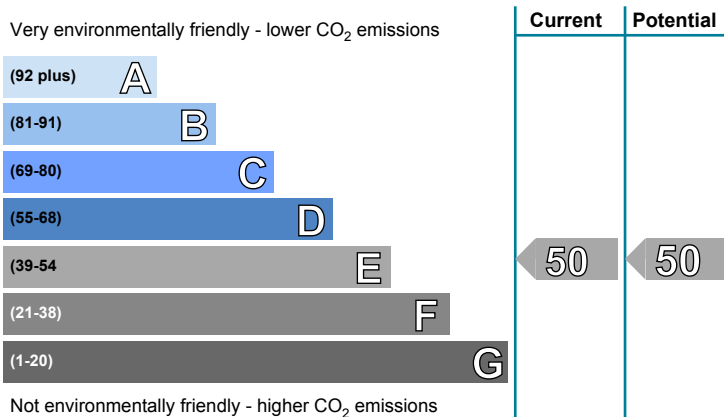 Very environmentally friendly - lower CO₂ emissions
Current
Potential
(92 plus) A
(81-91) B
(69-80) C
(55-68) D
(39-54 E
50
50
(21-38) F
(1-20) G
Not environmentally friendly - higher CO₂ emissions